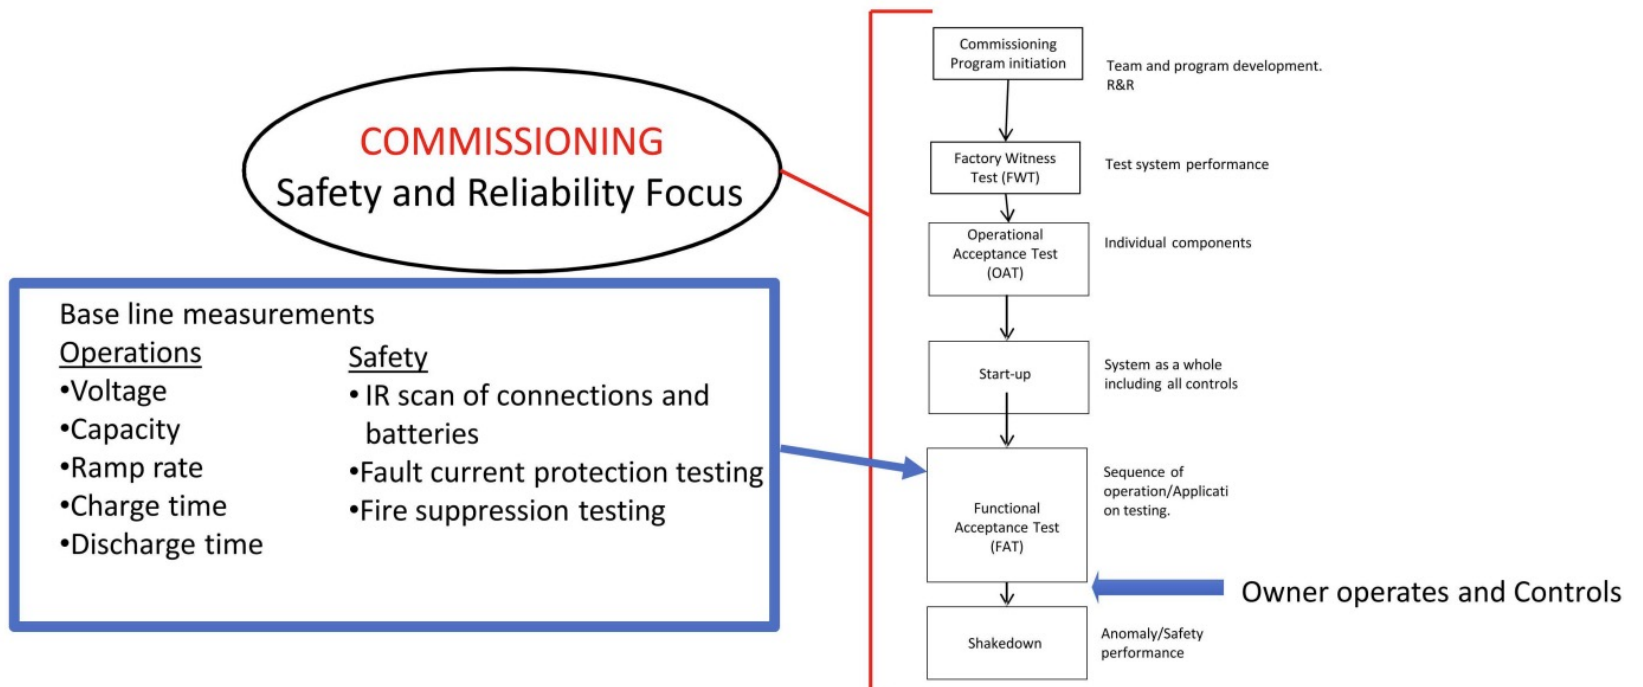 COMMISSIONING
Safety and Reliability Focus
Base line measurements
Operations
•Voltage
•Capacity
•Ramp rate
•Charge time
•Discharge time
Safety
• IR scan of connections and
batteries
•Fault current protection testing
•Fire suppression testing
Commissioning
Program initiation
Team and program development.
R&R
Factory Witness
Test (FWT)
Test system performance
Operational
Acceptance Test
(OAT)
Individual components
Start-up
System as a whole
including all controls
Functional
Acceptance Test
(FAT)
Sequence of
operation/Applicati
on testing.
Owner operates and Controls
Shakedown
Anomaly/Safety
performance